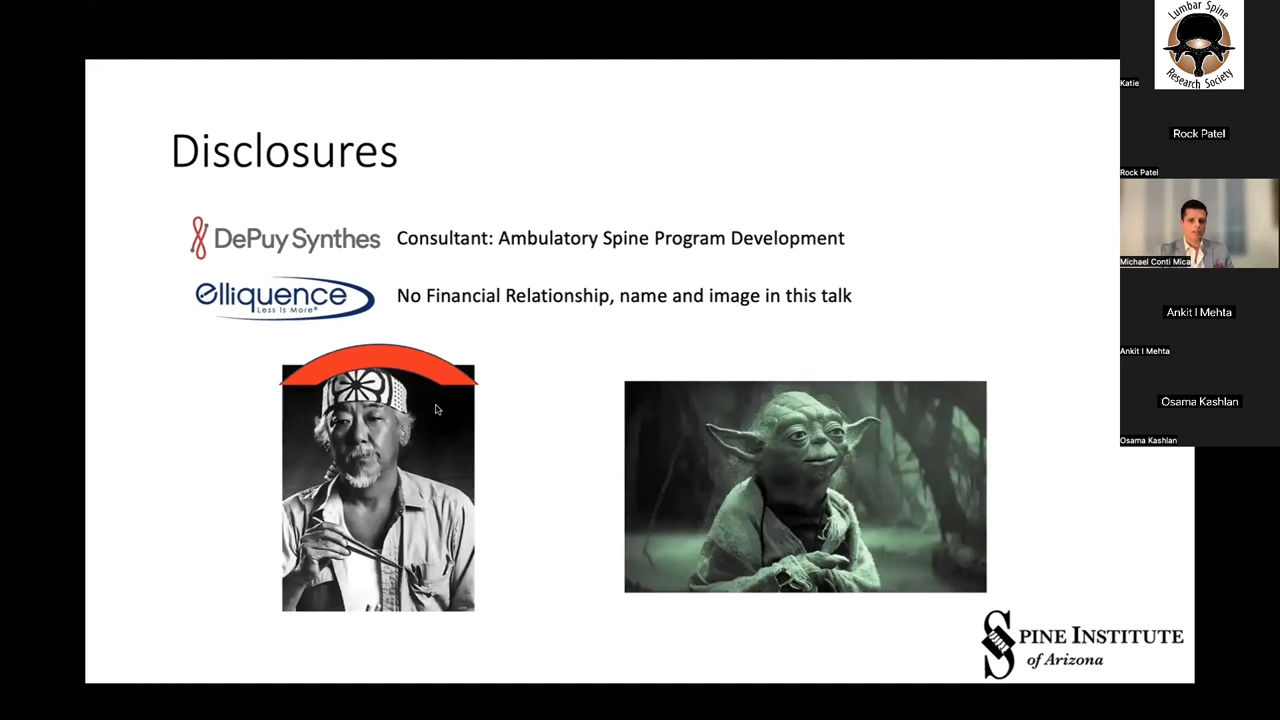 Disclosures
DePuy Synthes
Consultant: Ambulatory Spine Program Development
elliquence
Less Is More®
No Financial Relationship, name and image in this talk
SPINE INSTITUTE
of Arizona
Lumbar Spine
Research Society
Katie
Rock Patel
Rock Patel
Michael Conti Mica
Ankit I Mehta
Ankit I Mehta
Osama Kashlan
Osama Kashlan